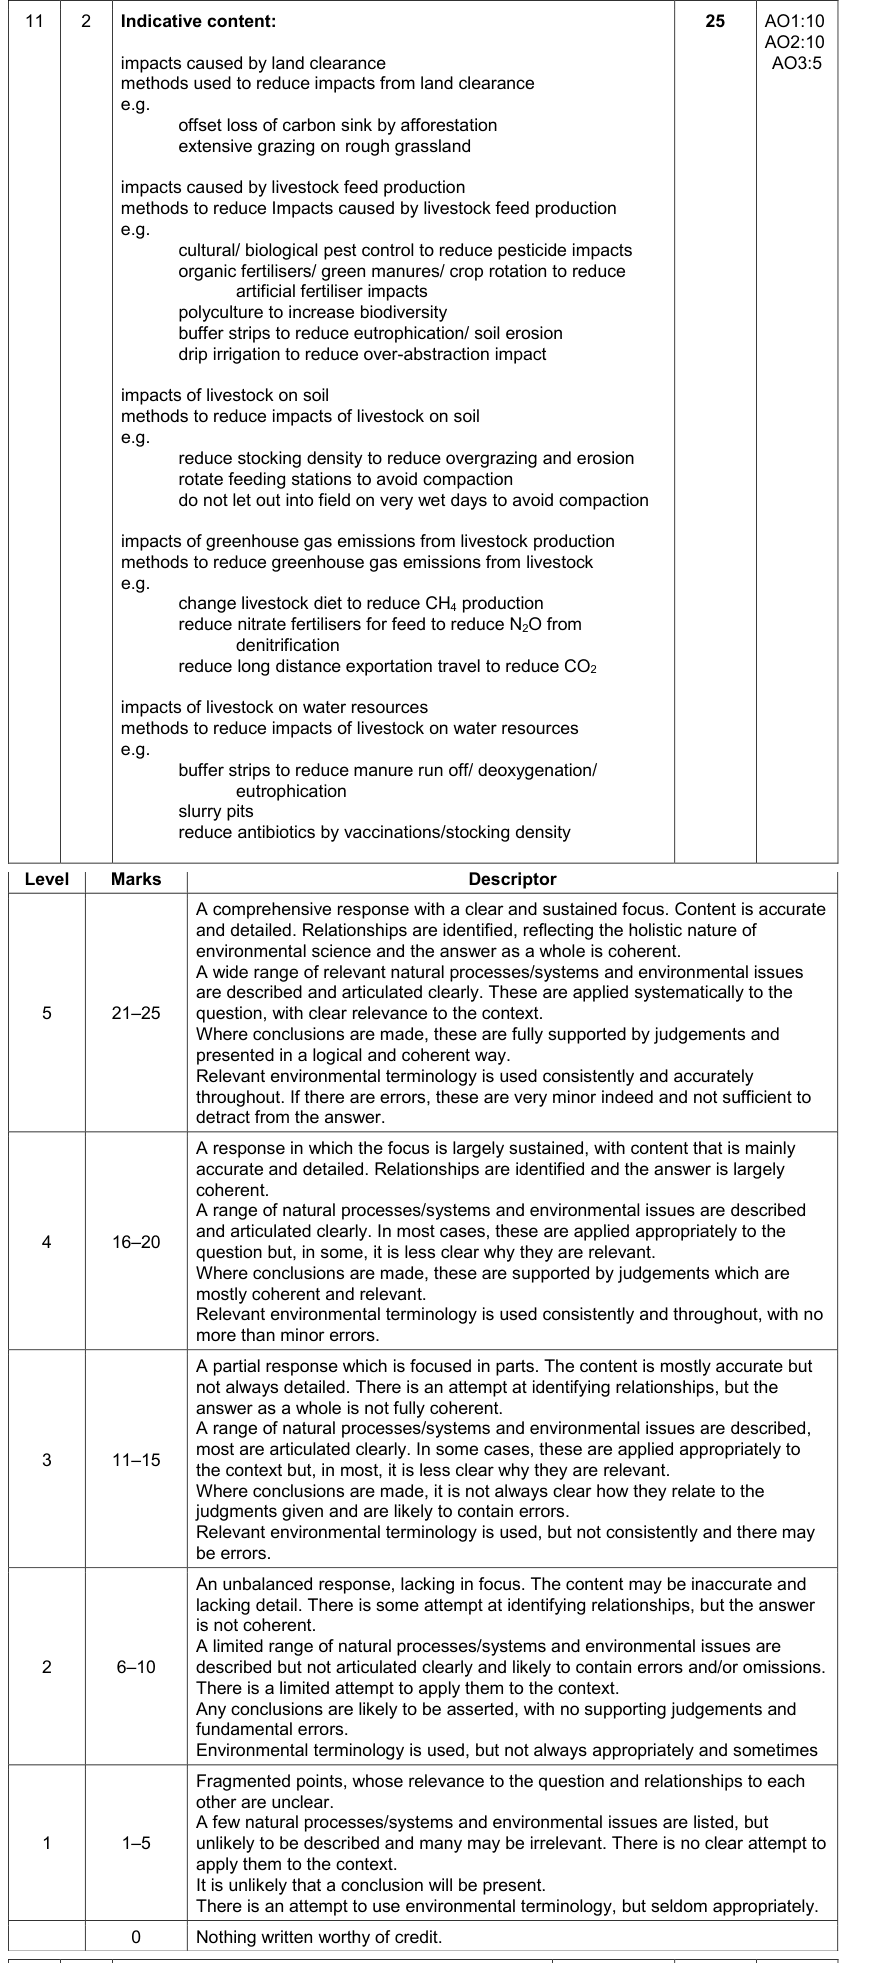 11 2 Indicative content: 25 AO1:10
AO2:10
impacts caused by land clearance AO3:5
methods used to reduce impacts from land clearance
e.g.
offset loss of carbon sink by afforestation
extensive grazing on rough grassland
impacts caused by livestock feed production
methods to reduce Impacts caused by livestock feed production
e.g.
cultural/ biological pest control to reduce pesticide impacts
organic fertilisers/ green manures/ crop rotation to reduce
artificial fertiliser impacts
polyculture to increase biodiversity
buffer strips to reduce eutrophication/ soil erosion
drip irrigation to reduce over-abstraction impact
impacts of livestock on soil
methods to reduce impacts of livestock on soil
e.g.
reduce stocking density to reduce overgrazing and erosion
rotate feeding stations to avoid compaction
do not let out into field on very wet days to avoid compaction
impacts of greenhouse gas emissions from livestock production
methods to reduce greenhouse gas emissions from livestock
e.g.
change livestock diet to reduce CH₄ production
reduce nitrate fertilisers for feed to reduce N₂O from
denitrification
reduce long distance exportation travel to reduce CO₂
impacts of livestock on water resources
methods to reduce impacts of livestock on water resources
e.g.
buffer strips to reduce manure run off/ deoxygenation/
eutrophication
slurry pits
reduce antibiotics by vaccinations/stocking density
Level Marks Descriptor
A comprehensive response with a clear and sustained focus. Content is accurate
and detailed. Relationships are identified, reflecting the holistic nature of
environmental science and the answer as a whole is coherent.
A wide range of relevant natural processes/systems and environmental issues
are described and articulated clearly. These are applied systematically to the
5 21–25 question, with clear relevance to the context.
Where conclusions are made, these are fully supported by judgements and
presented in a logical and coherent way.
Relevant environmental terminology is used consistently and accurately
throughout. If there are errors, these are very minor indeed and not sufficient to
detract from the answer.
A response in which the focus is largely sustained, with content that is mainly
accurate and detailed. Relationships are identified and the answer is largely
coherent.
A range of natural processes/systems and environmental issues are described
and articulated clearly. In most cases, these are applied appropriately to the
4 16–20 question but, in some, it is less clear why they are relevant.
Where conclusions are made, these are supported by judgements which are
mostly coherent and relevant.
Relevant environmental terminology is used consistently and throughout, with no
more than minor errors.
A partial response which is focused in parts. The content is mostly accurate but
not always detailed. There is an attempt at identifying relationships, but the
answer as a whole is not fully coherent.
A range of natural processes/systems and environmental issues are described,
most are articulated clearly. In some cases, these are applied appropriately to
3 11–15 the context but, in most, it is less clear why they are relevant.
Where conclusions are made, it is not always clear how they relate to the
judgments given and are likely to contain errors.
Relevant environmental terminology is used, but not consistently and there may
be errors.
An unbalanced response, lacking in focus. The content may be inaccurate and
lacking detail. There is some attempt at identifying relationships, but the answer
is not coherent.
A limited range of natural processes/systems and environmental issues are
2 6–10 described but not articulated clearly and likely to contain errors and/or omissions.
There is a limited attempt to apply them to the context.
Any conclusions are likely to be asserted, with no supporting judgements and
fundamental errors.
Environmental terminology is used, but not always appropriately and sometimes
Fragmented points, whose relevance to the question and relationships to each
other are unclear.
A few natural processes/systems and environmental issues are listed, but
1 1–5 unlikely to be described and many may be irrelevant. There is no clear attempt to
apply them to the context.
It is unlikely that a conclusion will be present.
There is an attempt to use environmental terminology, but seldom appropriately.
0 Nothing written worthy of credit.